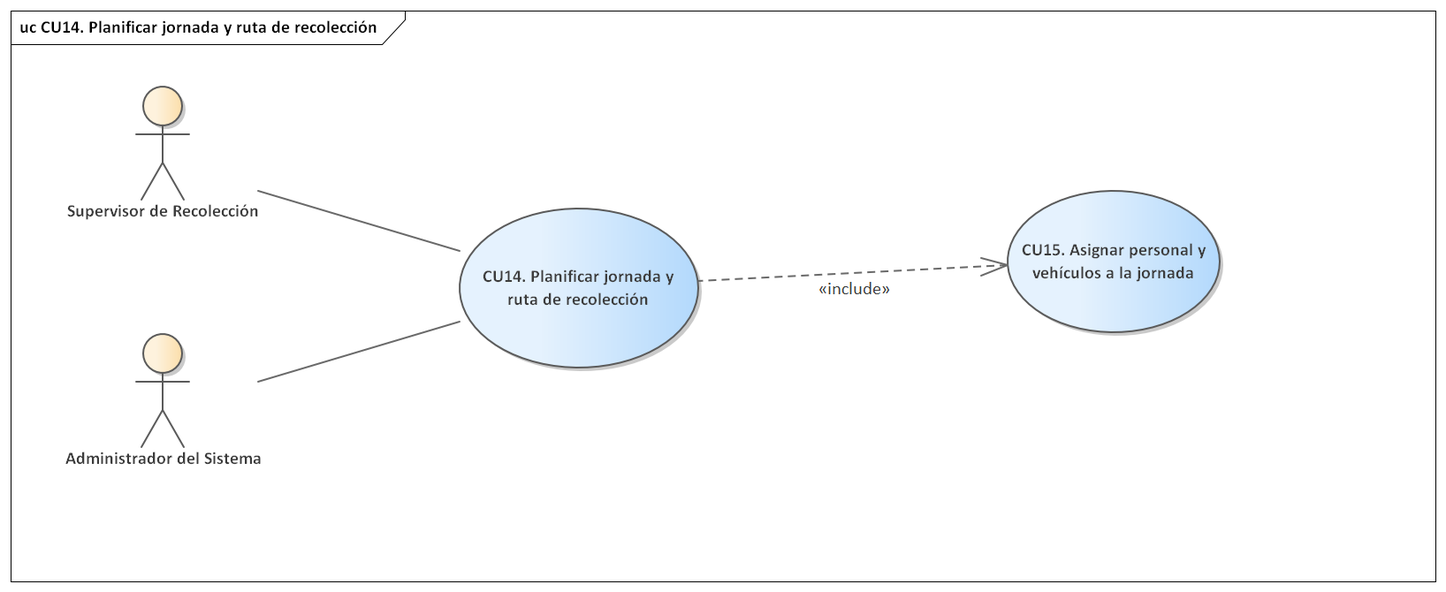 uc CU14. Planificar jornada y ruta de recolección
Supervisor de Recolección
CU14. Planificar jornada y
ruta de recolección
«include»
CU15. Asignar personal y
vehículos a la jornada
Administrador del Sistema